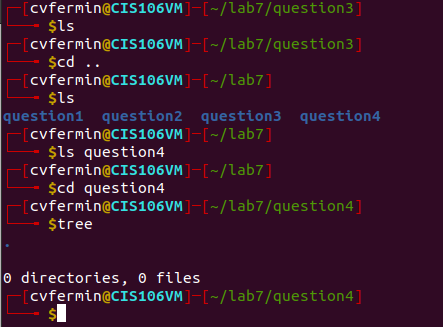 [cvfermin@CIS106VM]-[~/lab7/question3]
$ls
[cvfermin@CIS106VM]-[~/lab7/question3]
$cd ..
[cvfermin@CIS106VM]-[~/lab7]
$ls
question1 question2 question3 question4
[cvfermin@CIS106VM]-[~/lab7]
$ls question4
[cvfermin@CIS106VM]-[~/lab7]
$cd question4
[cvfermin@CIS106VM]-[~/lab7/question4]
$tree
.
0 directories, 0 files
[cvfermin@CIS106VM]-[~/lab7/question4]
$